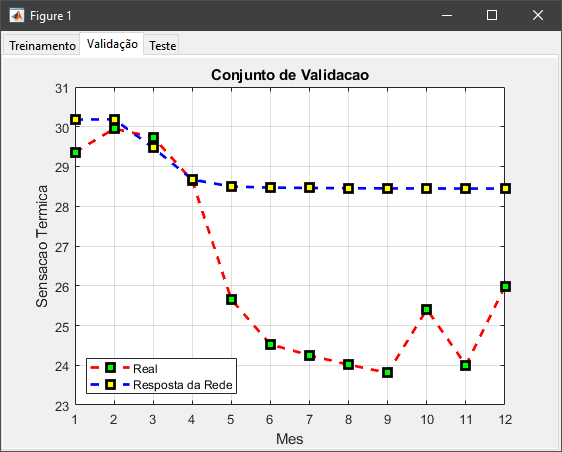 Figure 1
Treinamento Validação Teste
Conjunto de Validacao
31
30
29
28
27
26
25
24
23
Sensacao Termica
Real
Resposta da Rede
1 2 3 4 5 6 7 8 9 10 11 12
Mes